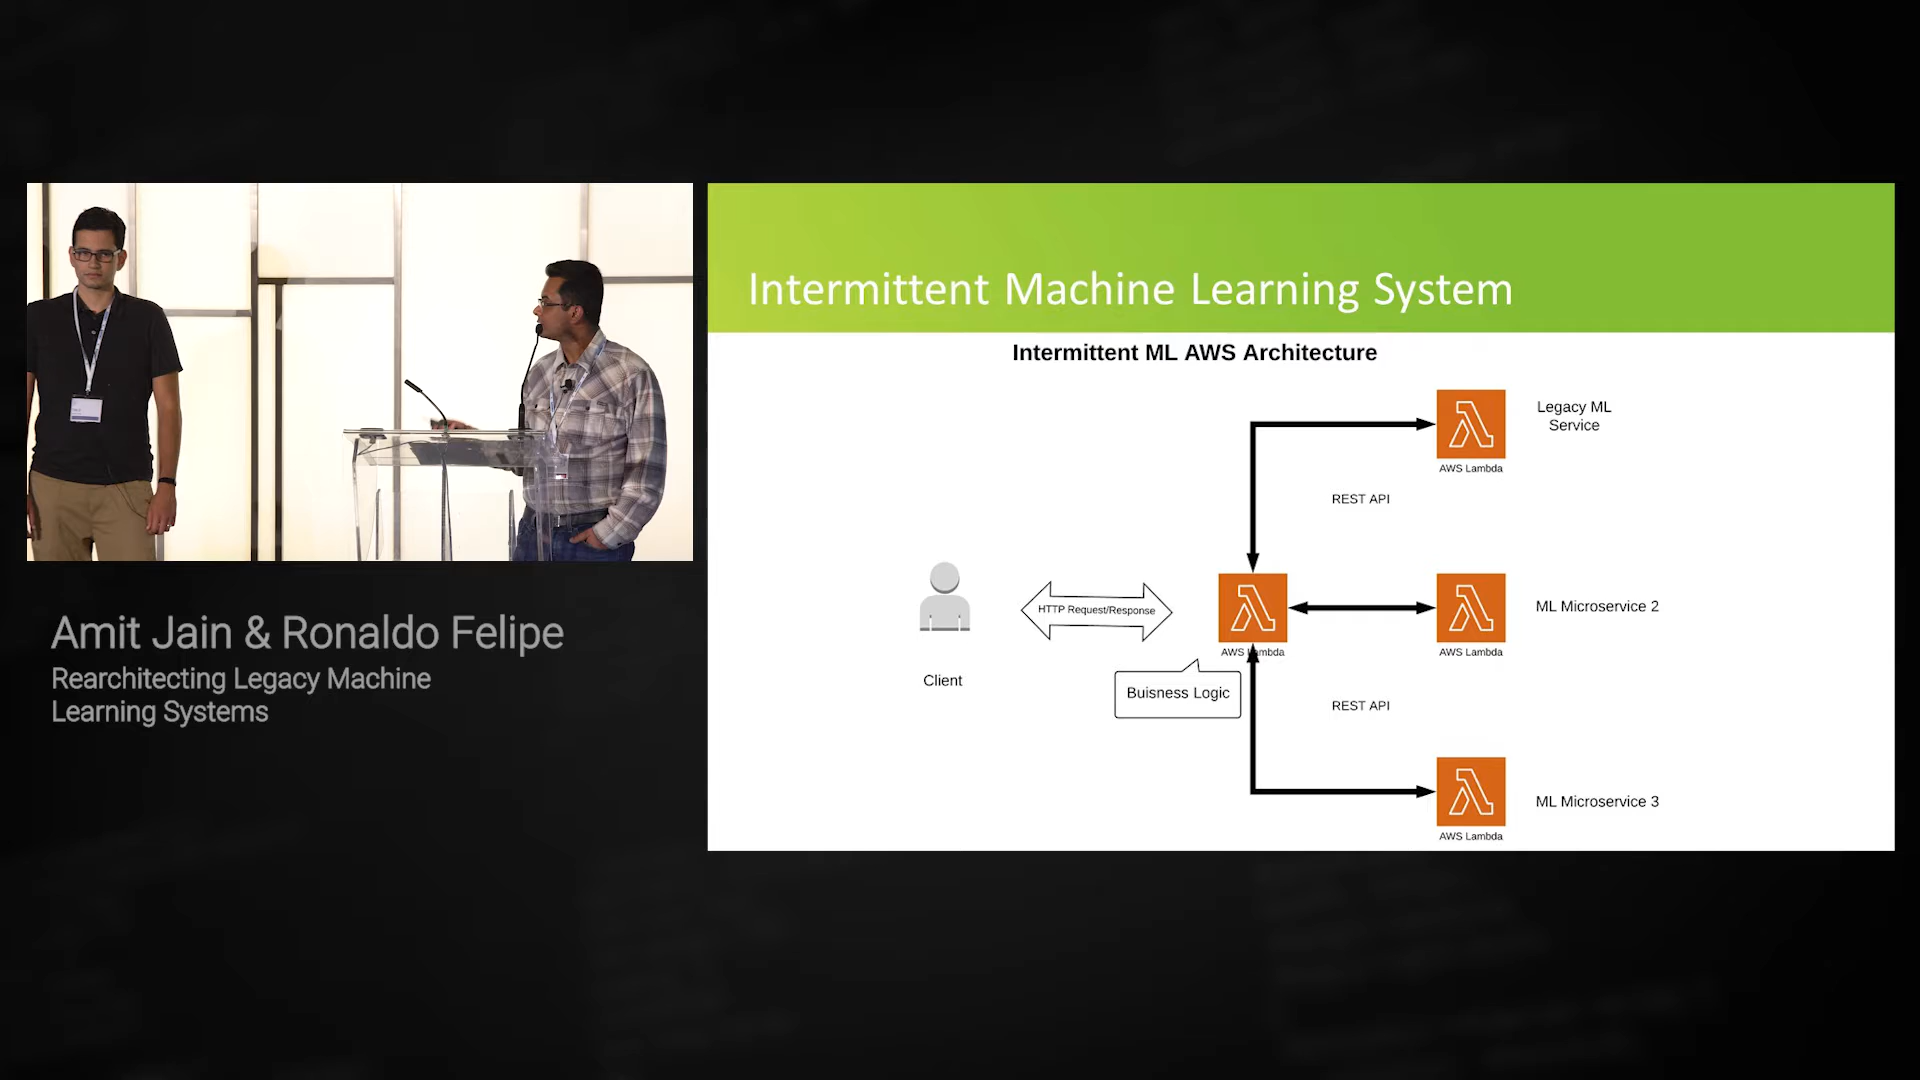 Intermittent Machine Learning System
Intermittent ML AWS Architecture
Legacy ML
Service
AWS Lambda
REST API
HTTP Request/Response
ML Microservice 2
AWS Lambda
AWS Lambda
Client
Buisness Logic
REST API
ML Microservice 3
AWS Lambda
Amit Jain & Ronaldo Felipe
Rearchitecting Legacy Machine
Learning Systems